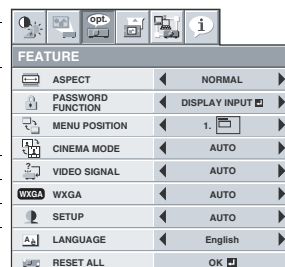 opt.
i
FEATURE
ASPECT NORMAL
PASSWORD FUNCTION DISPLAY INPUT
MENU POSITION 1.
CINEMA MODE AUTO
VIDEO SIGNAL AUTO
WXGA WXGA AUTO
SETUP AUTO
LANGUAGE English
RESET ALL OK